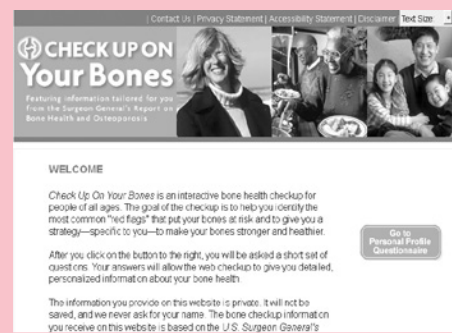 | Contact Us | Privacy Statement | Accessibility Statement | Disclaimer Text Size
CHECK UP ON
Your Bones
Featuring information tailored for you
from the Surgeon General's Report on
Bone Health and Osteoporosis
WELCOME
Check Up On Your Bones is an interactive bone health checkup for
people of all ages. The goal of the checkup is to help you identify the
most common "red flags" that put your bones at risk and to give you a
strategy—specific to you—to make your bones stronger and healthier.
Go to
Personal Profile
Questionnaire
After you click on the button to the right, you will be asked a short set of
questions. Your answers will allow the web checkup to give you detailed,
personalized information about your bone health.
The information you provide on this website is private. It will not be
saved, and we never ask for your name. The bone checkup information
you receive on this website is based on the U.S. Surgeon General's